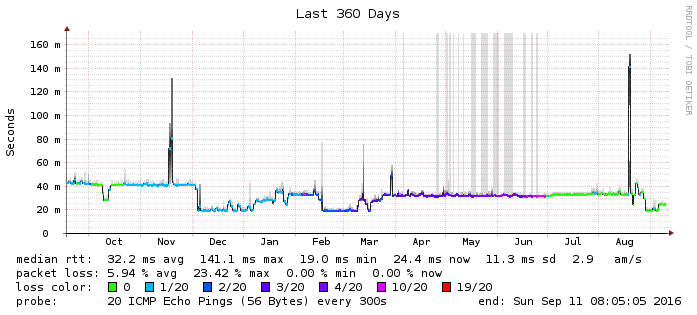 Last 360 Days
RRDTOOL / TOBI OETIKER
Seconds
160 m
140 m
120 m
100 m
80 m
60 m
40 m
20 m
0
Oct Nov Dec Jan Feb Mar Apr May Jun Jul Aug
median rtt: 32.2 ms avg 141.1 ms max 19.0 ms min 24.4 ms now 11.3 ms sd 2.9 am/s
packet loss: 5.94 % avg 23.42 % max 0.00 % min 0.00 % now
loss color: 0 1/20 2/20 3/20 4/20 10/20 19/20
probe: 20 ICMP Echo Pings (56 Bytes) every 300s end: Sun Sep 11 08:05:05 2016